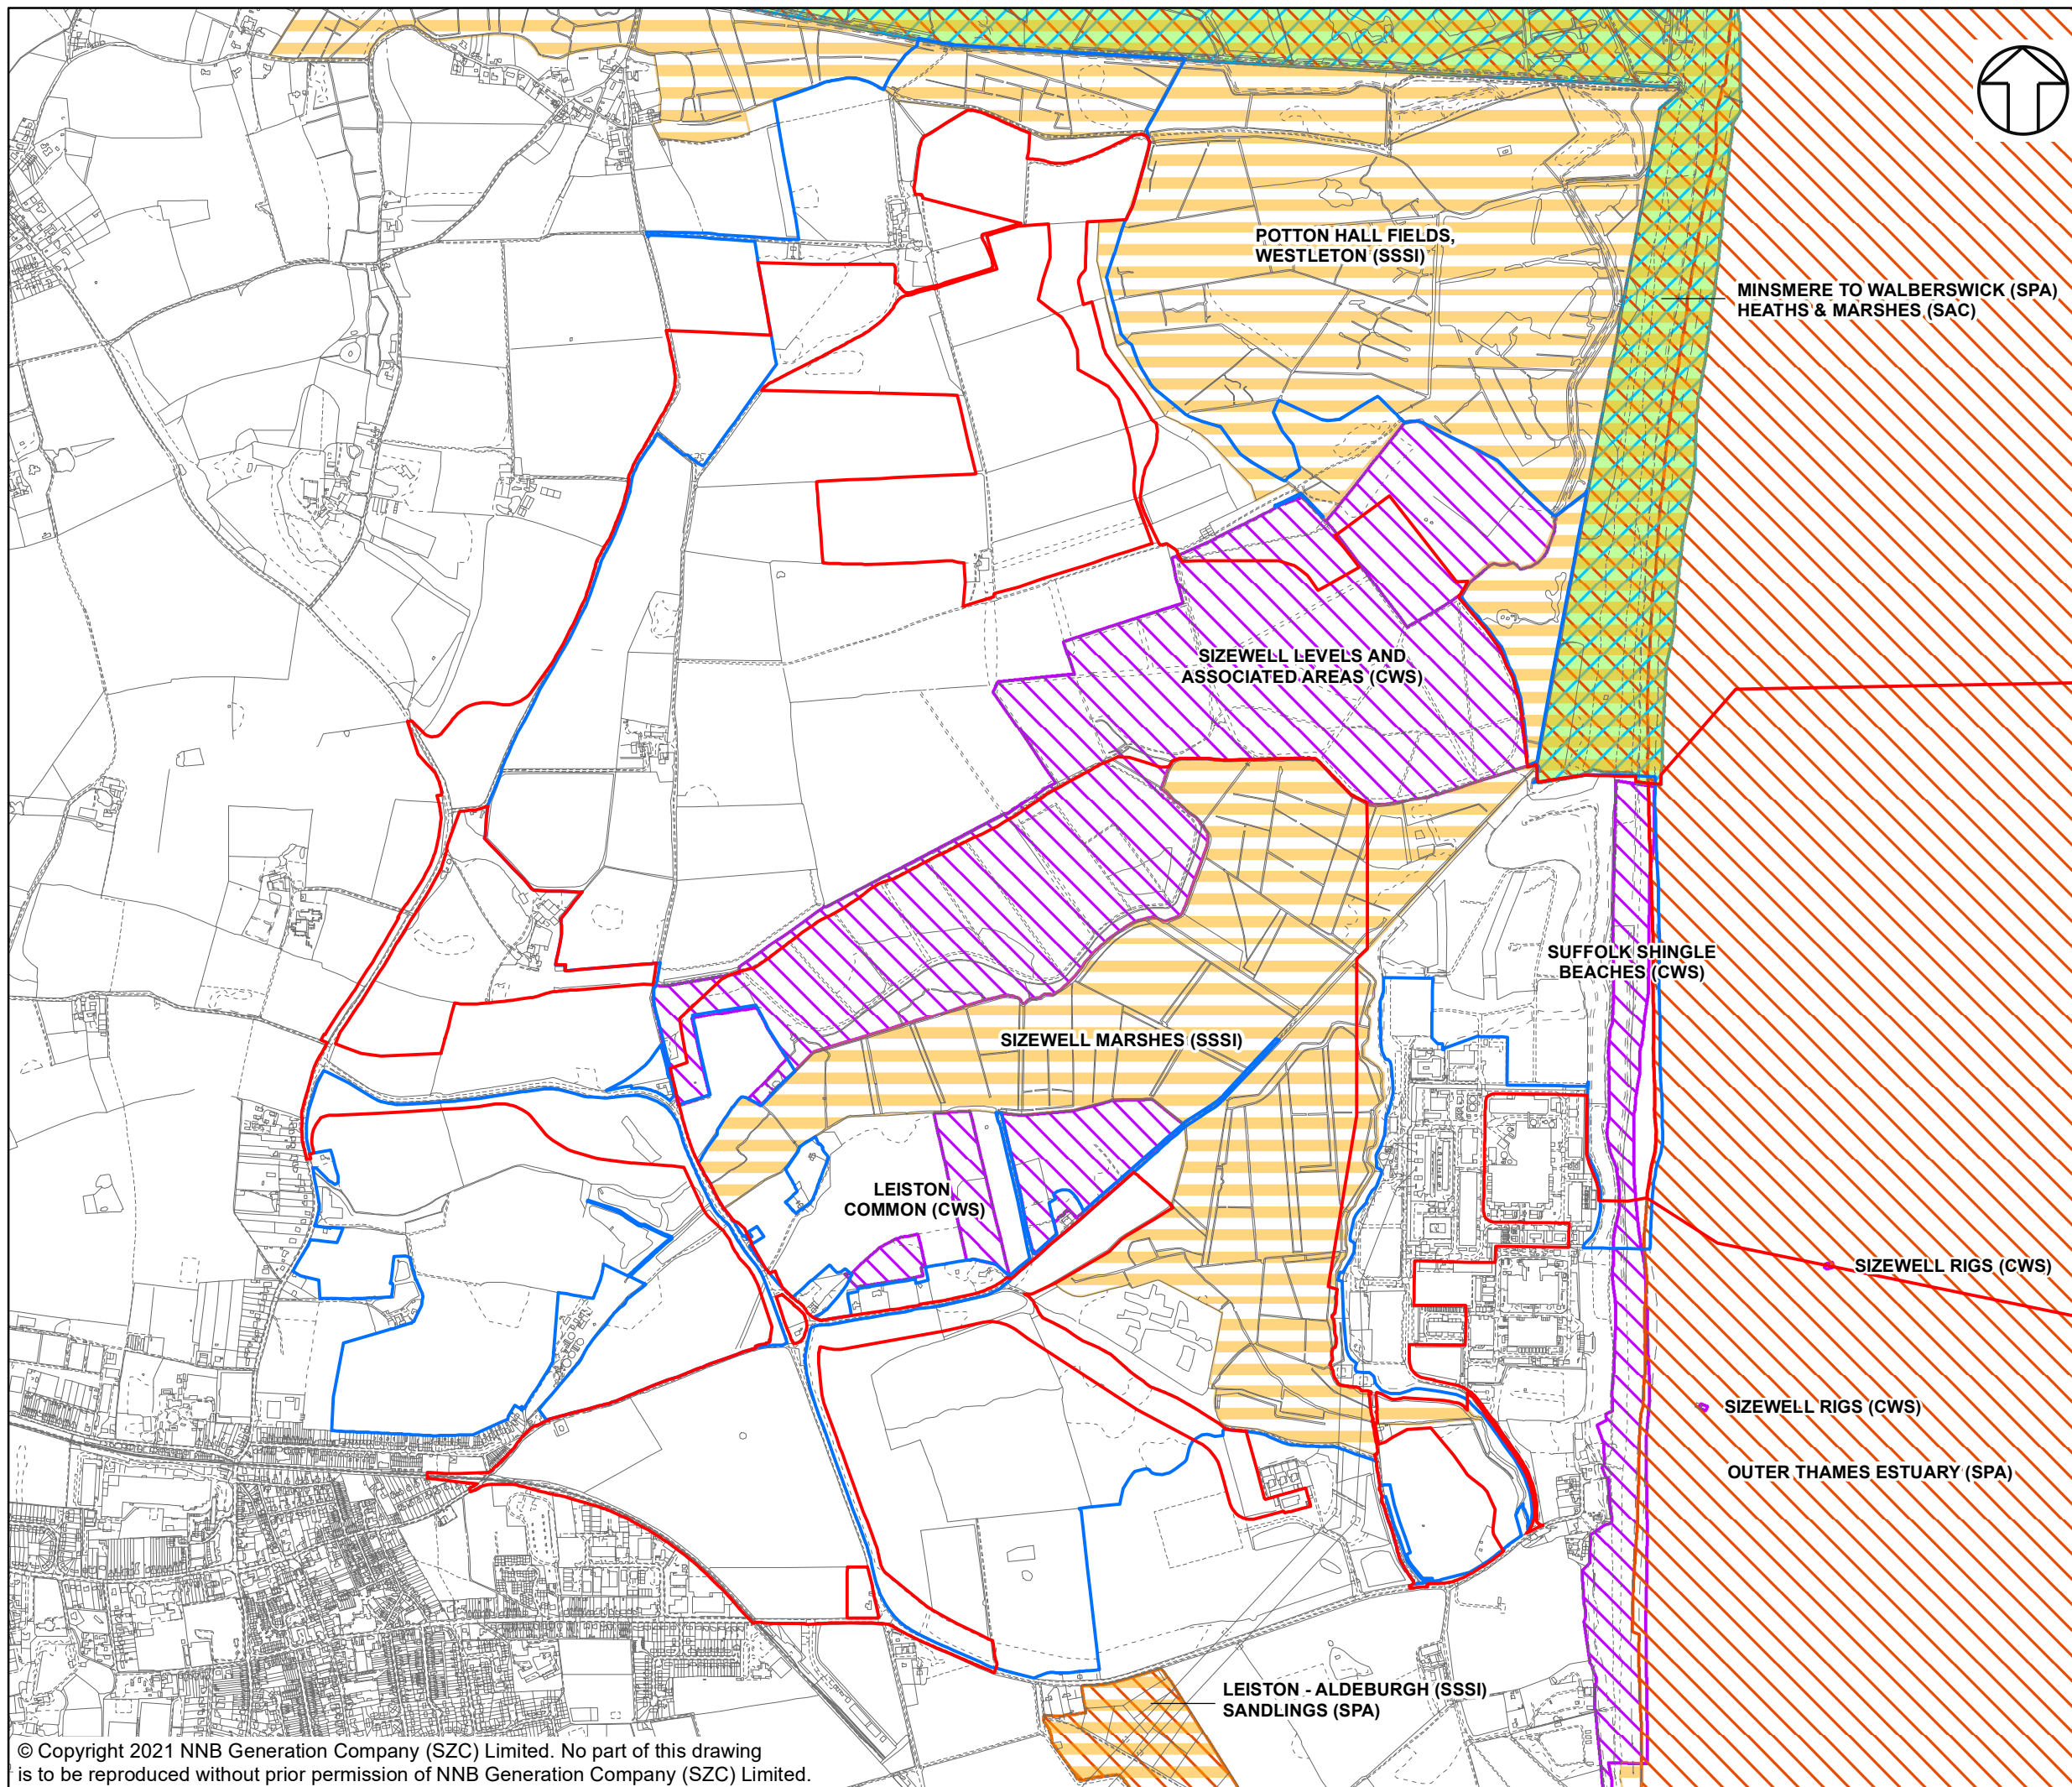 POTTON HALL FIELDS,
WESTLETON (SSSI)
MINSMERE TO WALBERSWICK (SPA)
HEATHS & MARSHES (SAC)
SIZEWELL LEVELS AND
ASSOCIATED AREAS (CWS)
SUFFOLK SHINGLE
BEACHES (CWS)
SIZEWELL MARSHES (SSSI)
LEISTON
COMMON (CWS)
SIZEWELL RIGS (CWS)
SIZEWELL RIGS (CWS)
OUTER THAMES ESTUARY (SPA)
LEISTON - ALDEBURGH (SSSI)
SANDLINGS (SPA)
© Copyright 2021 NNB Generation Company (SZC) Limited. No part of this drawing
is to be reproduced without prior permission of NNB Generation Company (SZC) Limited.